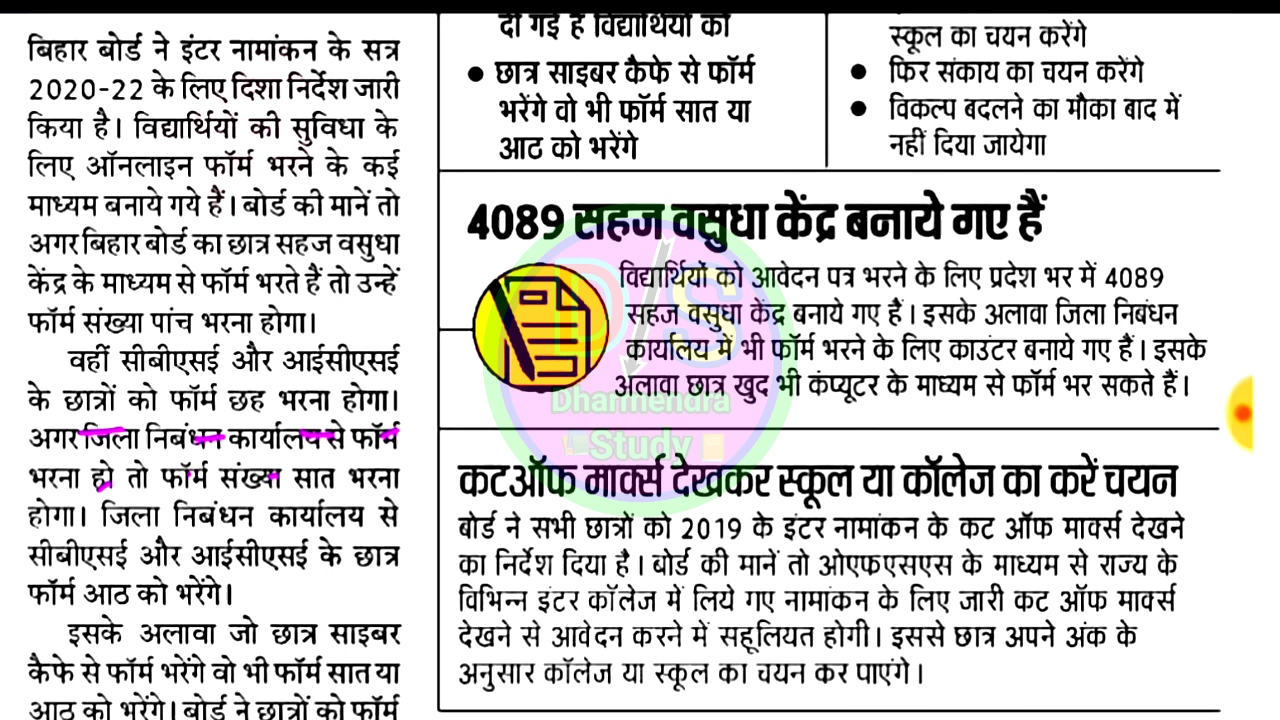 बिहार बोर्ड ने इंटर नामांकन के सत्र
2020-22 के लिए दिशा निर्देश जारी
किया है। विद्यार्थियों की सुविधा के
लिए ऑनलाइन फॉर्म भरने के कई
माध्यम बनाये गये हैं। बोर्ड की मानें तो
अगर बिहार बोर्ड का छात्र सहज वसुधा
केंद्र के माध्यम से फॉर्म भरते हैं तो उन्हें
फॉर्म संख्या पांच भरना होगा।
वहीं सीबीएसई और आईसीएसई
के छात्रों को फॉर्म छह भरना होगा।
अगर जिला निबंधन कार्यालय से फॉर्म
भरना हो तो फॉर्म संख्या सात भरना
होगा। जिला निबंधन कार्यालय से
सीबीएसई और आईसीएसई के छात्र
फॉर्म आठ को भरेंगे।
इसके अलावा जो छात्र साइबर
कैफे से फॉर्म भरेंगे वो भी फॉर्म सात या
आठ को भरेंगे। बोर्ड ने छात्रों को फॉर्म
दी गई है विद्यार्थियों को
• छात्र साइबर कैफे से फॉर्म
भरेंगे वो भी फॉर्म सात या
आठ को भरेंगे
स्कूल का चयन करेंगे
• फिर संकाय का चयन करेंगे
• विकल्प बदलने का मौका बाद में
नहीं दिया जायेगा
4089 सहज वसुधा केंद्र बनाये गए हैं
विद्यार्थियों को आवेदन पत्र भरने के लिए प्रदेश भर में 4089
सहज वसुधा केंद्र बनाये गए हैं। इसके अलावा जिला निबंधन
कार्यालय में भी फॉर्म भरने के लिए काउंटर बनाये गए हैं। इसके
अलावा छात्र खुद भी कंप्यूटर के माध्यम से फॉर्म भर सकते हैं।
DS
Dharmendra
Study
कटऑफ मार्क्स देखकर स्कूल या कॉलेज का करें चयन
बोर्ड ने सभी छात्रों को 2019 के इंटर नामांकन के कट ऑफ मार्क्स देखने
का निर्देश दिया है। बोर्ड की मानें तो ओएफएसएस के माध्यम से राज्य के
विभिन्न इंटर कॉलेज में लिये गए नामांकन के लिए जारी कट ऑफ मार्क्स
देखने से आवेदन करने में सहूलियत होगी। इससे छात्र अपने अंक के
अनुसार कॉलेज या स्कूल का चयन कर पाएंगे।